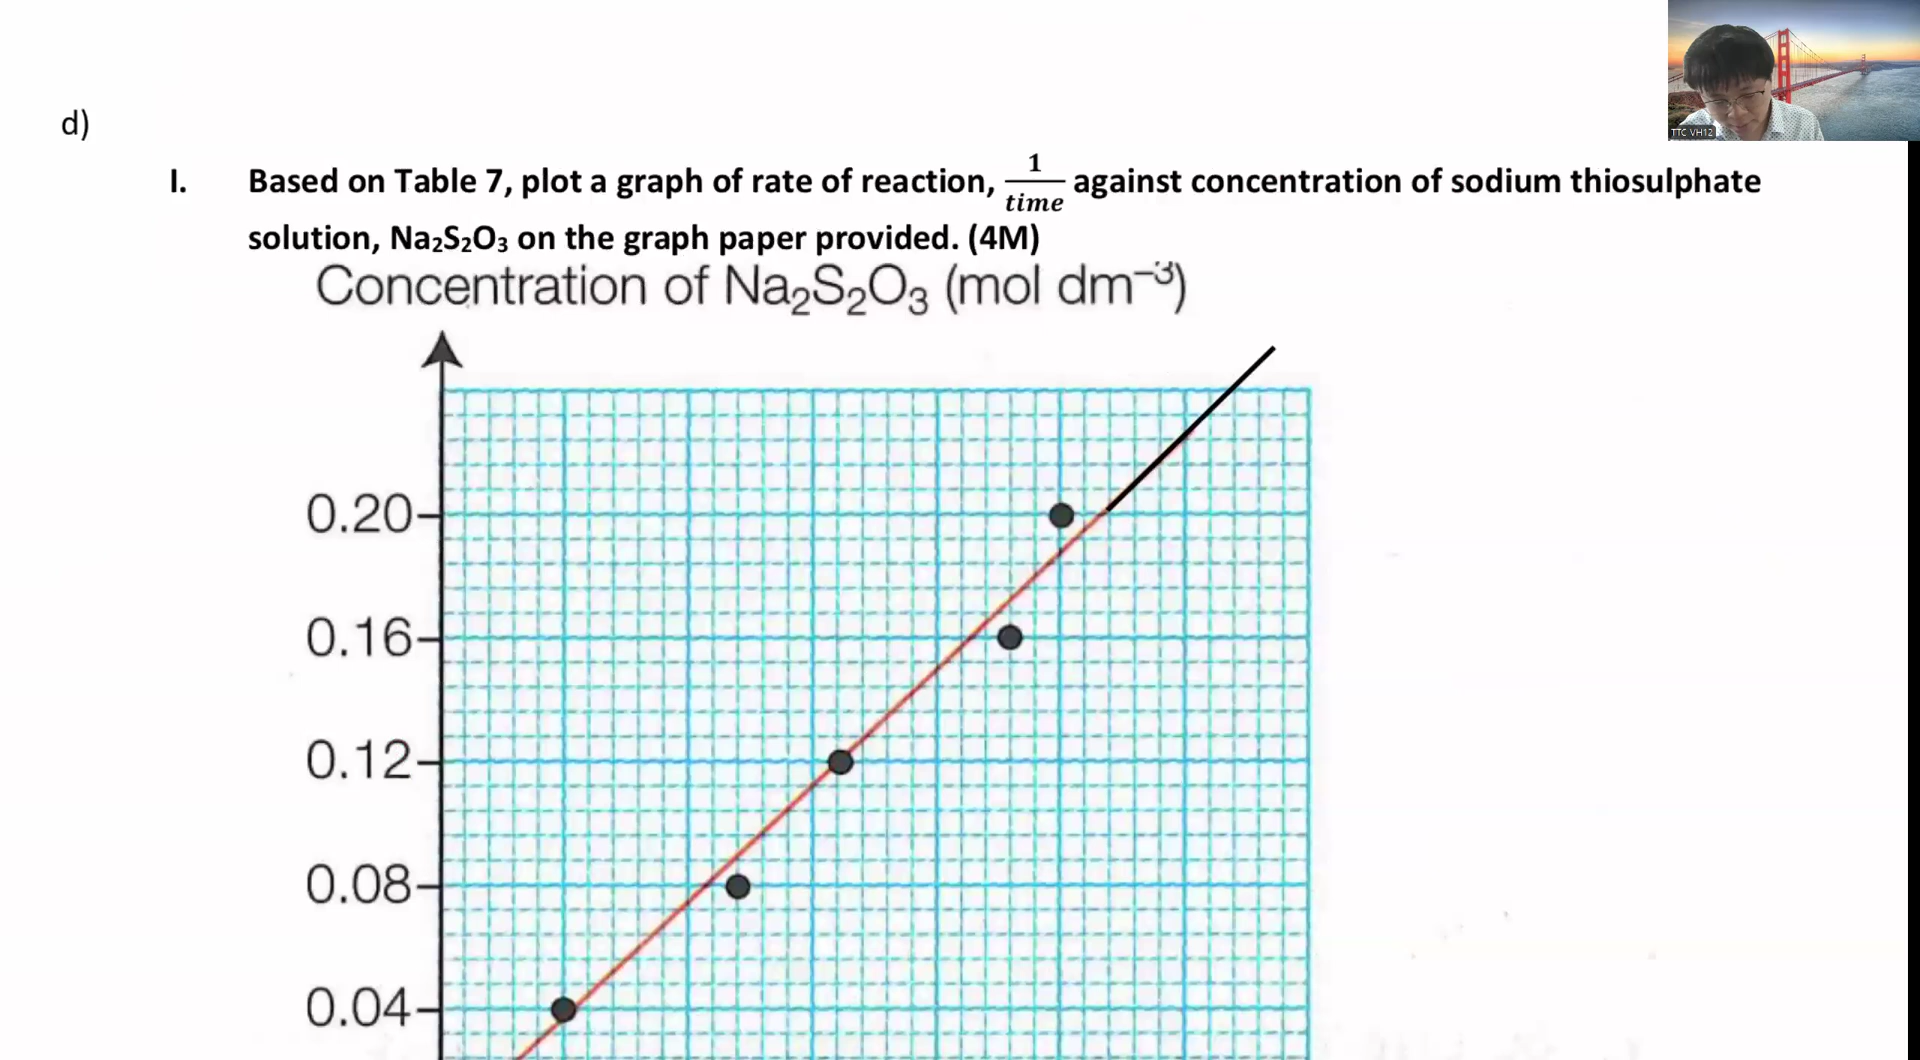 TTC VH12
d)
I. Based on Table 7, plot a graph of rate of reaction, 1/time against concentration of sodium thiosulphate
solution, Na₂S₂O₃ on the graph paper provided. (4M)
Concentration of Na₂S₂O₃ (mol dm⁻³)
0.20
0.16
0.12
0.08
0.04